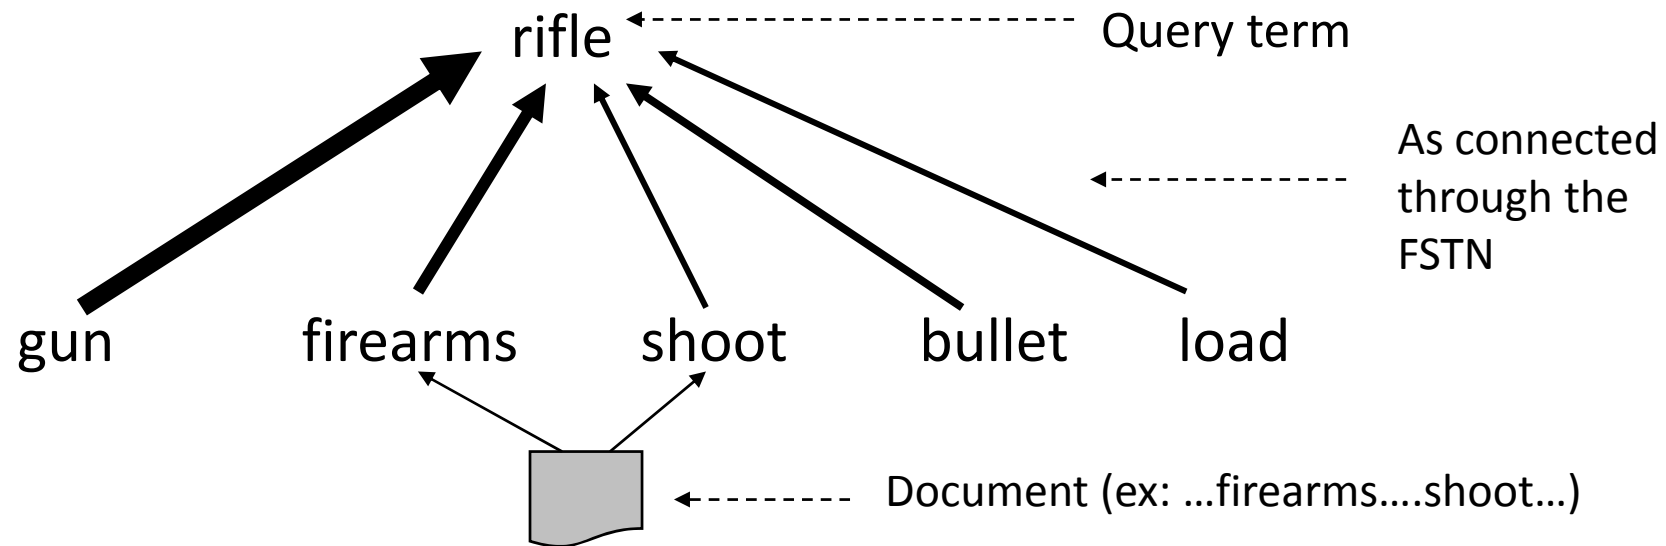 rifle
Query term
As connected
through the
FSTN
gun
firearms
shoot
bullet
load
Document (ex: …firearms….shoot…)